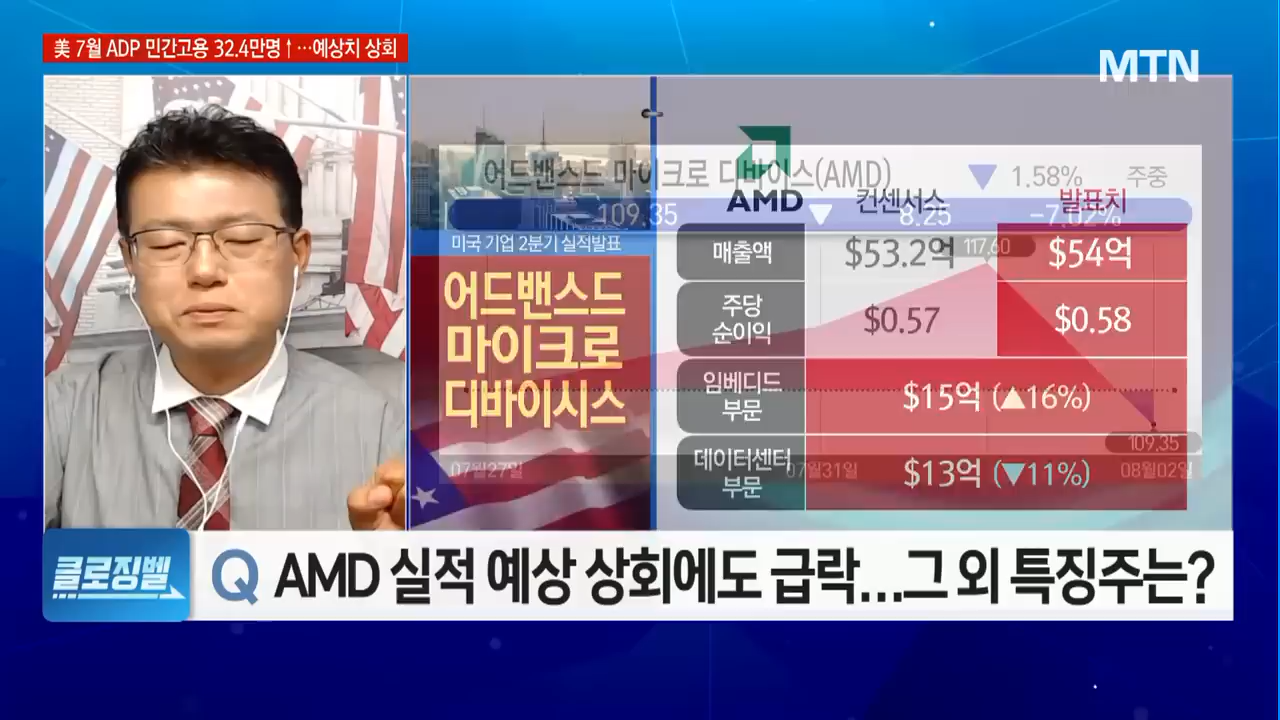 美 7월 ADP 민간고용 32.4만명↑…예상치 상회
MTN
어드밴스드 마이크로 디바이스(AMD) ▼ 1.58% 주중
109.35 ▼ 8.25 -7.02%
AMD 컨센서스 발표치
미국 기업 2분기 실적발표
어드밴스드
마이크로
디바이시스
매출액 $53.2억 $54억
117.60
주당
순이익 $0.57 $0.58
임베디드
부문 $15억 (▲16%)
데이터센터
부문 $13억 (▼11%)
109.35
07월27일 07월31일 08월02일
클로징벨
Q AMD 실적 예상 상회에도 급락…그 외 특징주는?